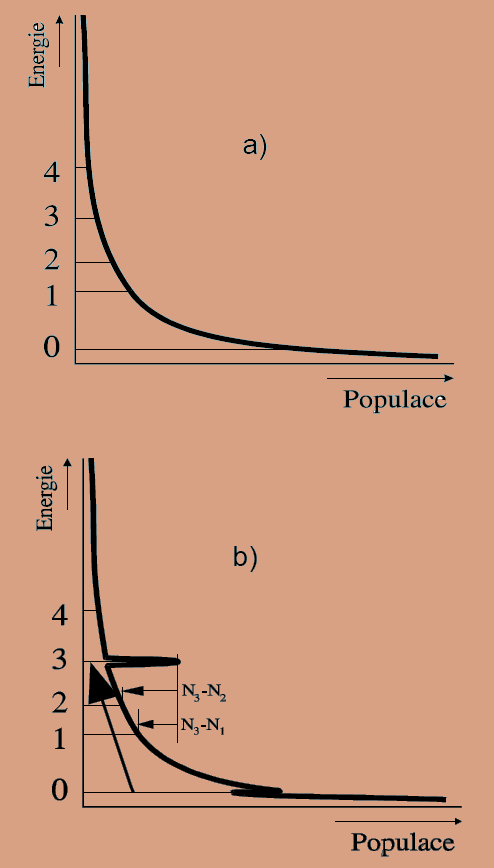 Energie
a)
4
3
2
1
0
Populace
Energie
b)
4
3
2
1
0
N₃-N₂
N₃-N₁
Populace